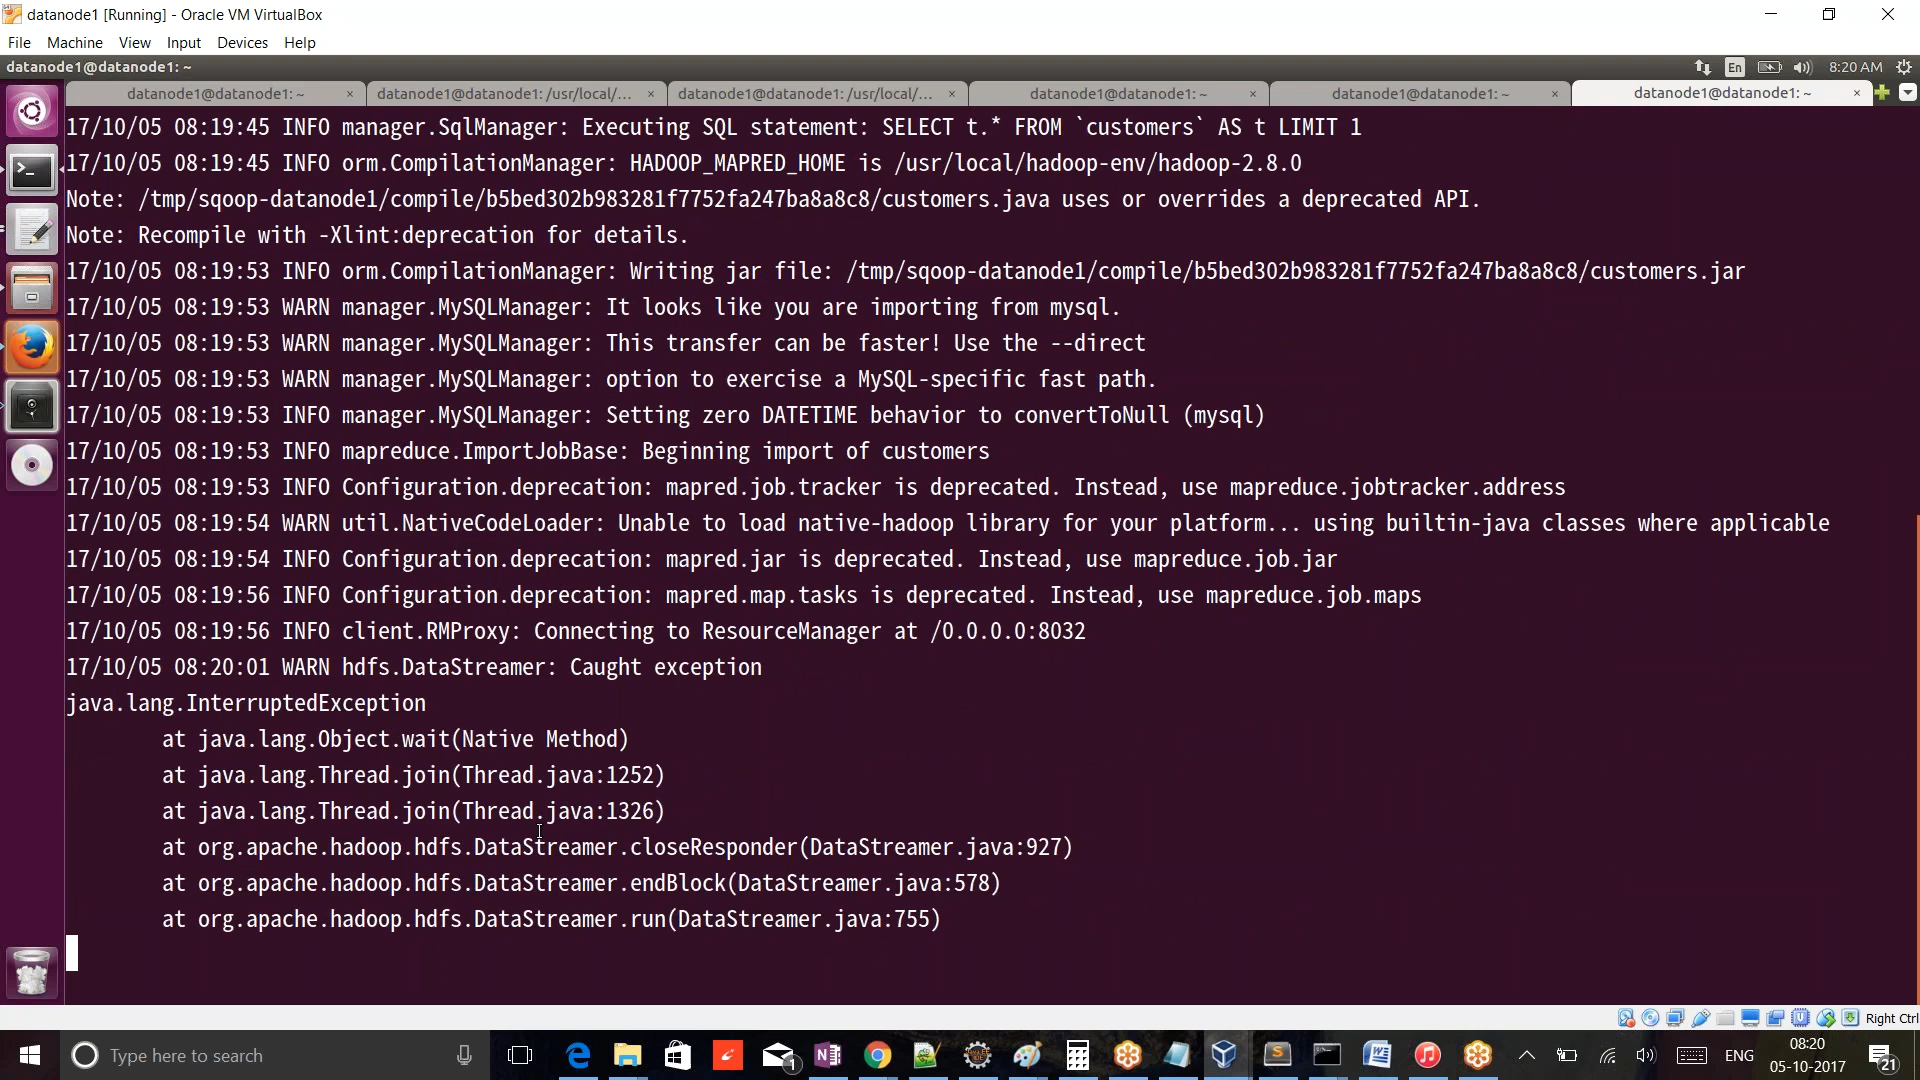 datanode1 [Running] - Oracle VM VirtualBox
File Machine View Input Devices Help
datanode1@datanode1: ~
En
8:20 AM
datanode1@datanode1: ~ × datanode1@datanode1: /usr/local/... × datanode1@datanode1: /usr/local/... × datanode1@datanode1: ~ × datanode1@datanode1: ~ × datanode1@datanode1: ~ ×
17/10/05 08:19:45 INFO manager.SqlManager: Executing SQL statement: SELECT t.* FROM `customers` AS t LIMIT 1
17/10/05 08:19:45 INFO orm.CompilationManager: HADOOP_MAPRED_HOME is /usr/local/hadoop-env/hadoop-2.8.0
Note: /tmp/sqoop-datanode1/compile/b5bed302b983281f7752fa247ba8a8c8/customers.java uses or overrides a deprecated API.
Note: Recompile with -Xlint:deprecation for details.
17/10/05 08:19:53 INFO orm.CompilationManager: Writing jar file: /tmp/sqoop-datanode1/compile/b5bed302b983281f7752fa247ba8a8c8/customers.jar
17/10/05 08:19:53 WARN manager.MySQLManager: It looks like you are importing from mysql.
17/10/05 08:19:53 WARN manager.MySQLManager: This transfer can be faster! Use the --direct
17/10/05 08:19:53 WARN manager.MySQLManager: option to exercise a MySQL-specific fast path.
17/10/05 08:19:53 INFO manager.MySQLManager: Setting zero DATETIME behavior to convertToNull (mysql)
17/10/05 08:19:53 INFO mapreduce.ImportJobBase: Beginning import of customers
17/10/05 08:19:53 INFO Configuration.deprecation: mapred.job.tracker is deprecated. Instead, use mapreduce.jobtracker.address
17/10/05 08:19:54 WARN util.NativeCodeLoader: Unable to load native-hadoop library for your platform... using builtin-java classes where applicable
17/10/05 08:19:54 INFO Configuration.deprecation: mapred.jar is deprecated. Instead, use mapreduce.job.jar
17/10/05 08:19:56 INFO Configuration.deprecation: mapred.map.tasks is deprecated. Instead, use mapreduce.job.maps
17/10/05 08:19:56 INFO client.RMProxy: Connecting to ResourceManager at /0.0.0.0:8032
17/10/05 08:20:01 WARN hdfs.DataStreamer: Caught exception
java.lang.InterruptedException
at java.lang.Object.wait(Native Method)
at java.lang.Thread.join(Thread.java:1252)
at java.lang.Thread.join(Thread.java:1326)
at org.apache.hadoop.hdfs.DataStreamer.closeResponder(DataStreamer.java:927)
at org.apache.hadoop.hdfs.DataStreamer.endBlock(DataStreamer.java:578)
at org.apache.hadoop.hdfs.DataStreamer.run(DataStreamer.java:755)
Right Ctrl
Type here to search
1
ENG
08:20
05-10-2017
21